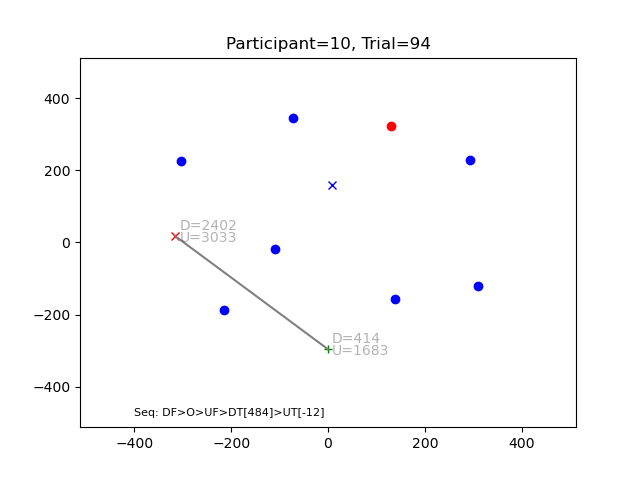 Participant=10, Trial=94
400
200
0
−200
−400
D=2402
U=3033
D=414
U=1683
Seq: DF>O>UF>DT[484]>UT[-12]
−400
−200
0
200
400